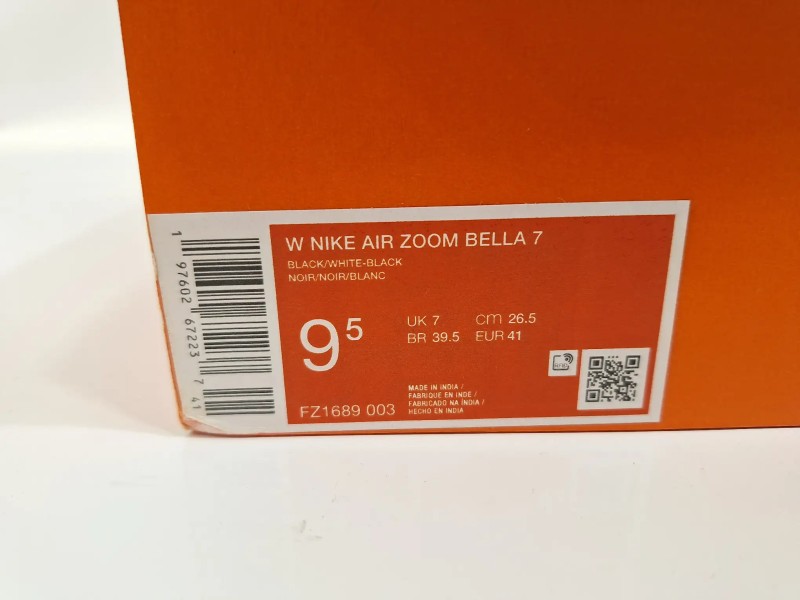 W NIKE AIR ZOOM BELLA 7
BLACK/WHITE-BLACK
NOIR/NOIR/BLANC
9 5
UK 7 cm 26.5
BR 39.5 EUR 41
FZ1689 003
MADE IN INDIA /
FABRIQUE EN INDE /
FABRICADO NA ÍNDIA /
HECHO EN INDIA
1 97602 67223 7 41